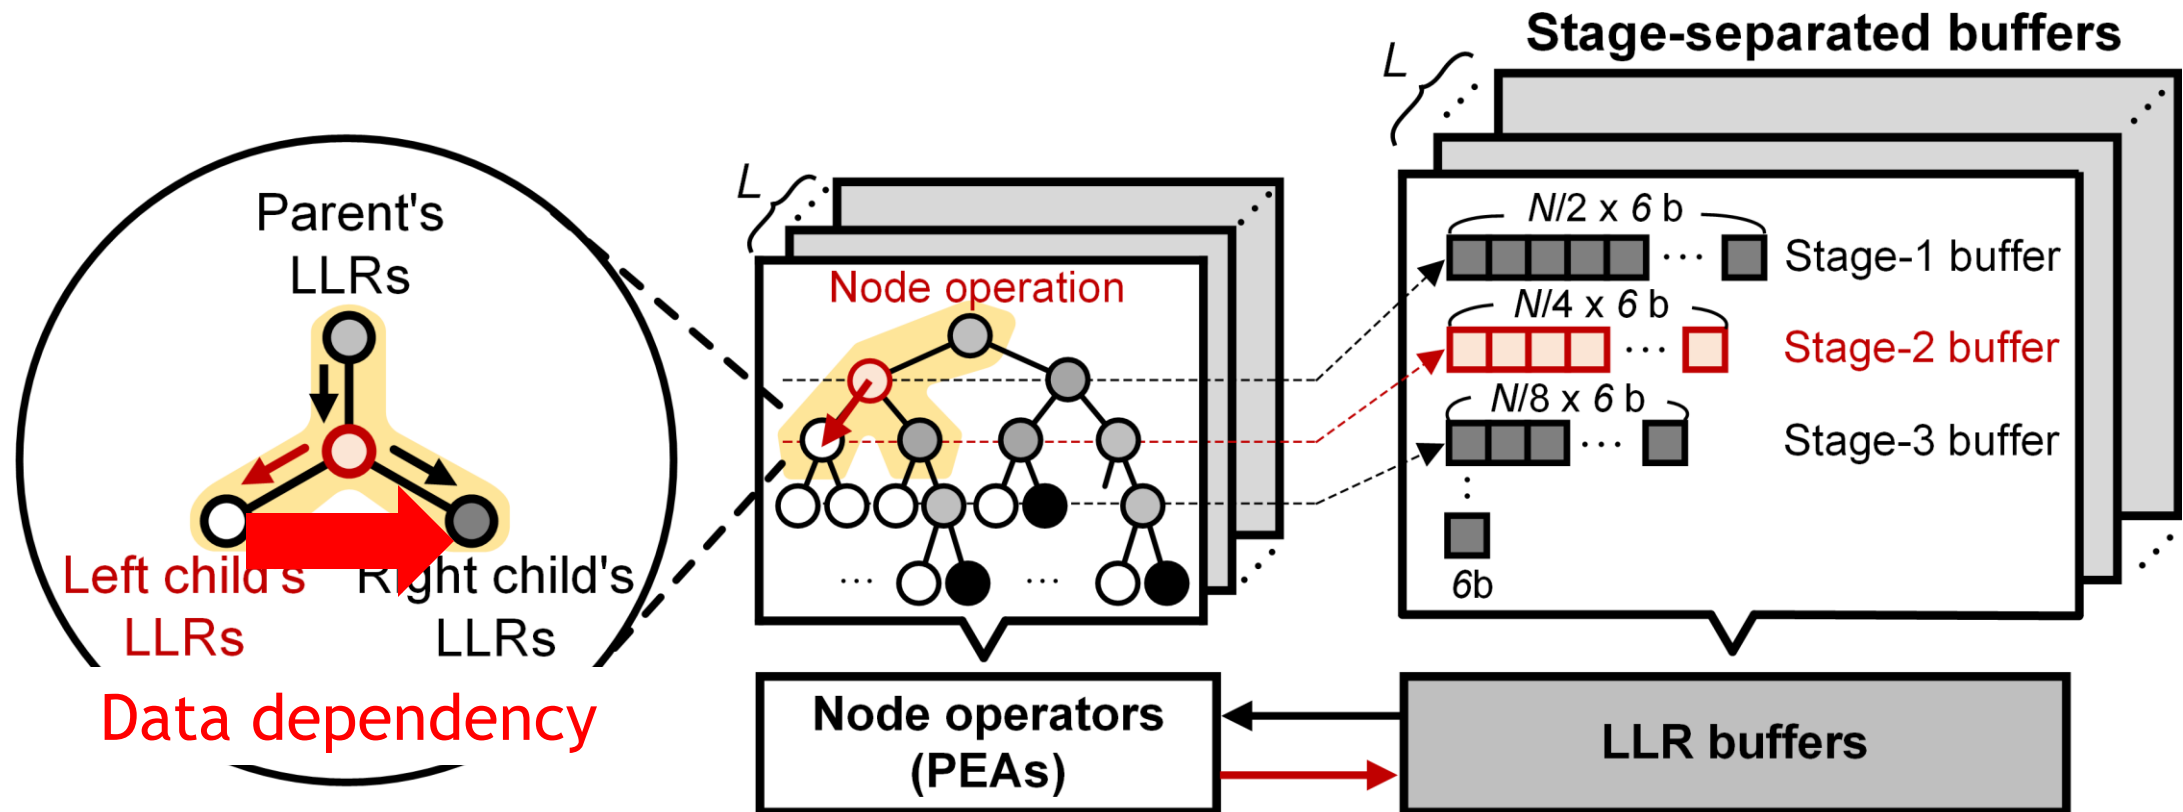 Parent's
LLRs
Left child's
LLRs
Right child's
LLRs
Data dependency
L
Node operation
...
...
Node operators
(PEAs)
Stage-separated buffers
L
N/2 x 6 b
... Stage-1 buffer
N/4 x 6 b
... Stage-2 buffer
N/8 x 6 b
... Stage-3 buffer
6b
LLR buffers